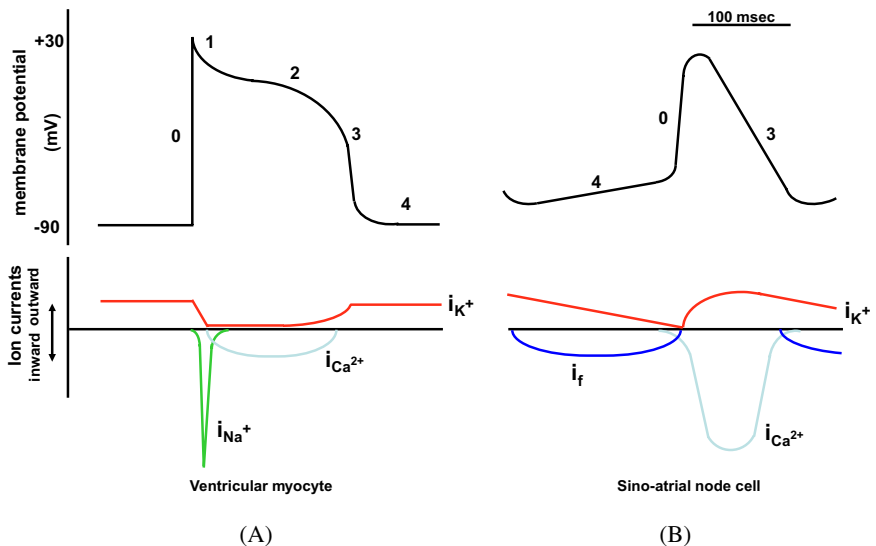 100 msec
+30
1
2
0
3
4
-90
membrane potential
(mV)
0
3
4
Ion currents
inward outward
iK+
iCa2+
iNa+
Ventricular myocyte
iK+
if
iCa2+
Sino-atrial node cell
(A)
(B)